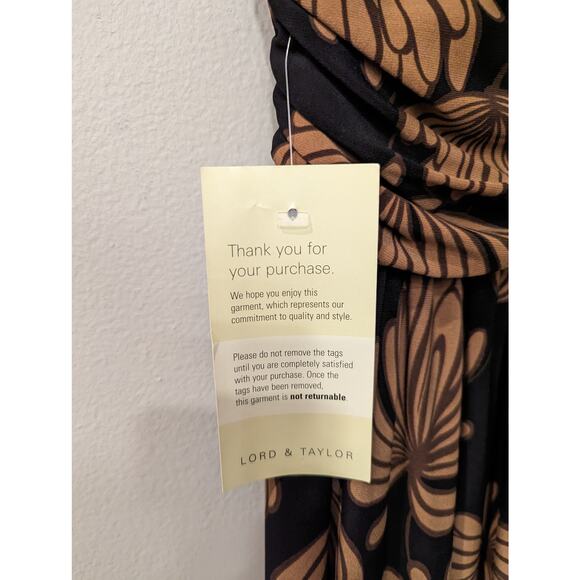 Thank you for
your purchase.
We hope you enjoy this
garment, which represents our
commitment to quality and style.
Please do not remove the tags
until you are completely satisfied
with your purchase. Once the
tags have been removed,
this garment is not returnable.
LORD & TAYLOR